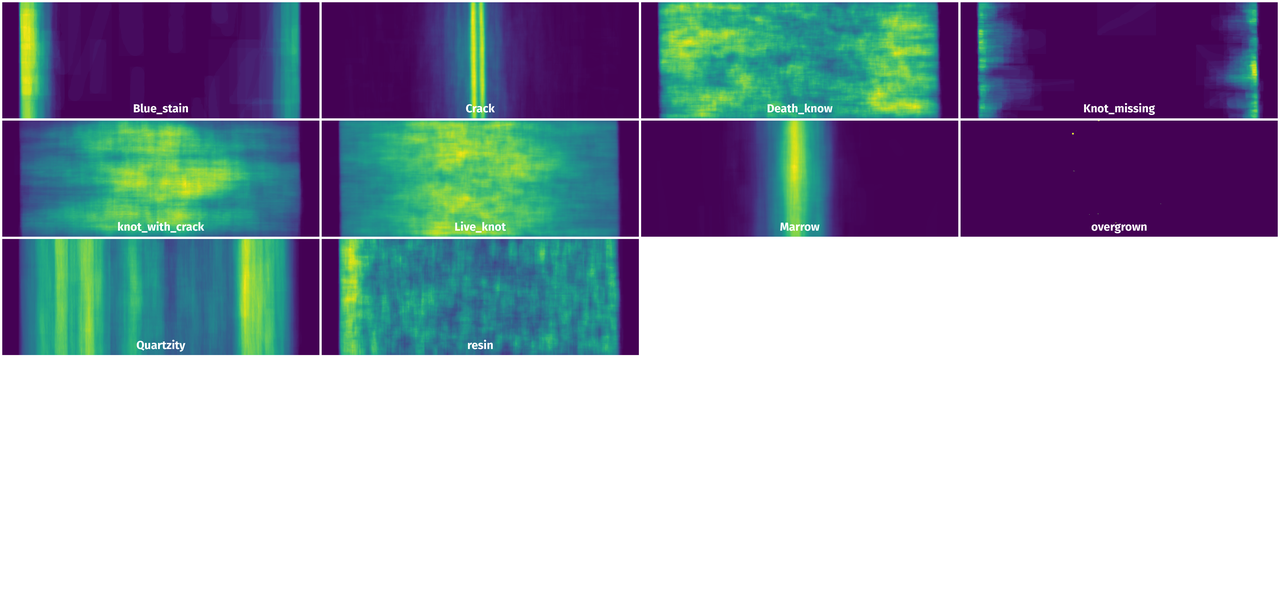 Blue_stain
Crack
Death_know
Knot_missing
knot_with_crack
Live_knot
Marrow
overgrown
Quartzity
resin